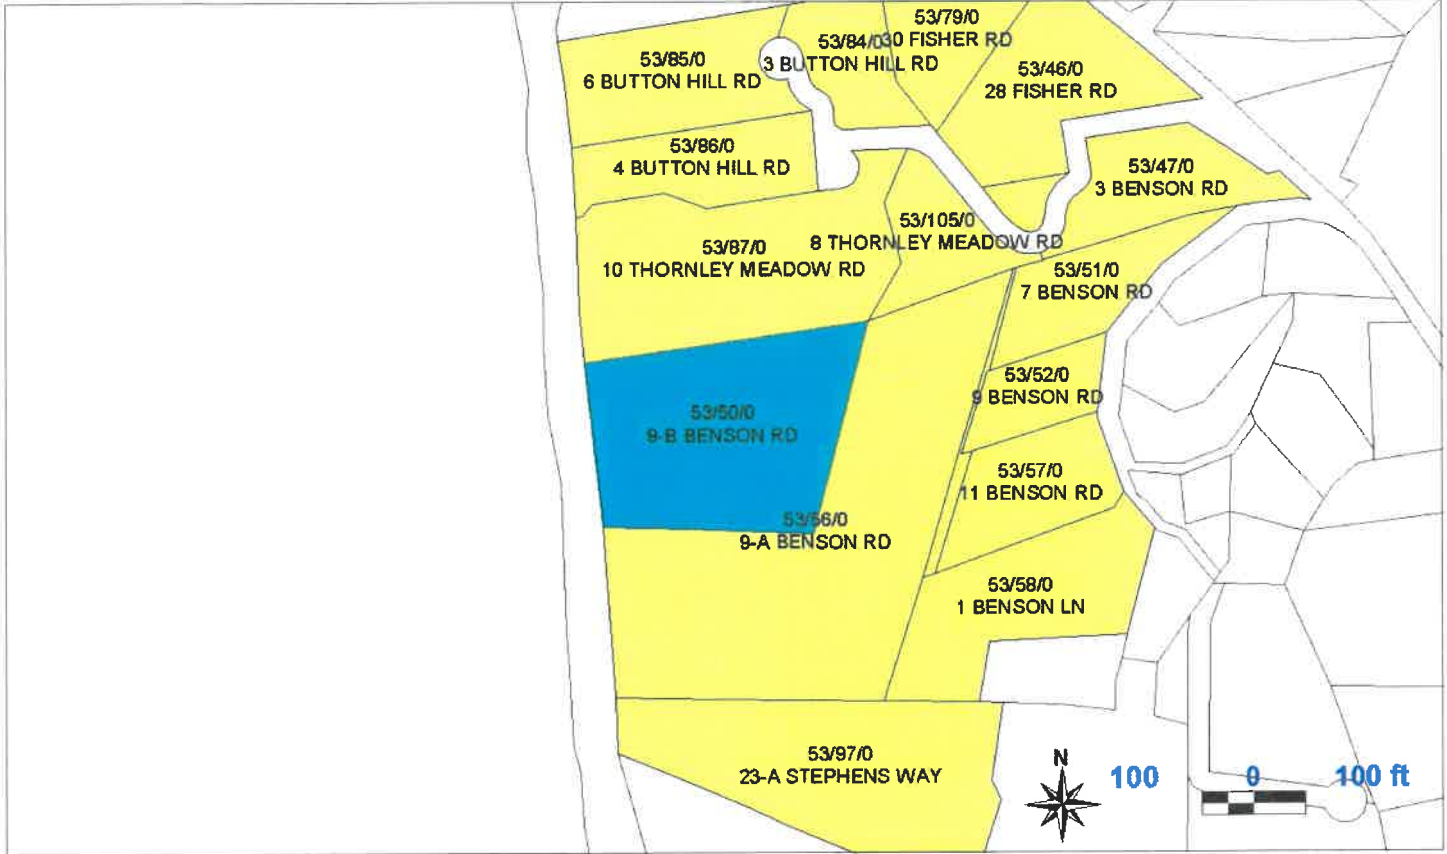 53/79/0
30 FISHER RD
53/84/0
3 BUTTON HILL RD
53/85/0
6 BUTTON HILL RD
53/46/0
28 FISHER RD
53/86/0
4 BUTTON HILL RD
53/47/0
3 BENSON RD
53/105/0
8 THORNLEY MEADOW RD
53/87/0
10 THORNLEY MEADOW RD
53/51/0
7 BENSON RD
53/52/0
9 BENSON RD
53/50/0
9-B BENSON RD
53/57/0
11 BENSON RD
53/56/0
9-A BENSON RD
53/58/0
1 BENSON LN
53/97/0
23-A STEPHENS WAY
N
100 0 100 ft